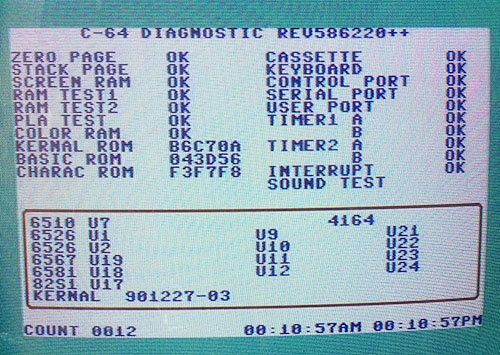 C-64 DIAGNOSTIC REV586220++
ZERO PAGE OK CASSETTE OK
STACK PAGE OK KEYBOARD OK
SCREEN RAM OK CONTROL PORT OK
RAM TEST1 OK SERIAL PORT OK
RAM TEST2 OK USER PORT OK
PLA TEST OK TIMER1 A OK
COLOR RAM OK B OK
KERNAL ROM B6C70A TIMER2 A OK
BASIC ROM 043D56 B OK
CHARAC ROM F3F7F8 INTERRUPT OK
SOUND TEST
6510 U7 4164
6526 U1 U9 U21
6526 U2 U10 U22
6567 U19 U11 U23
6581 U18 U12 U24
82S1 U17
KERNAL 901227-03
COUNT 0012 00:10:57AM 00:10:57PM